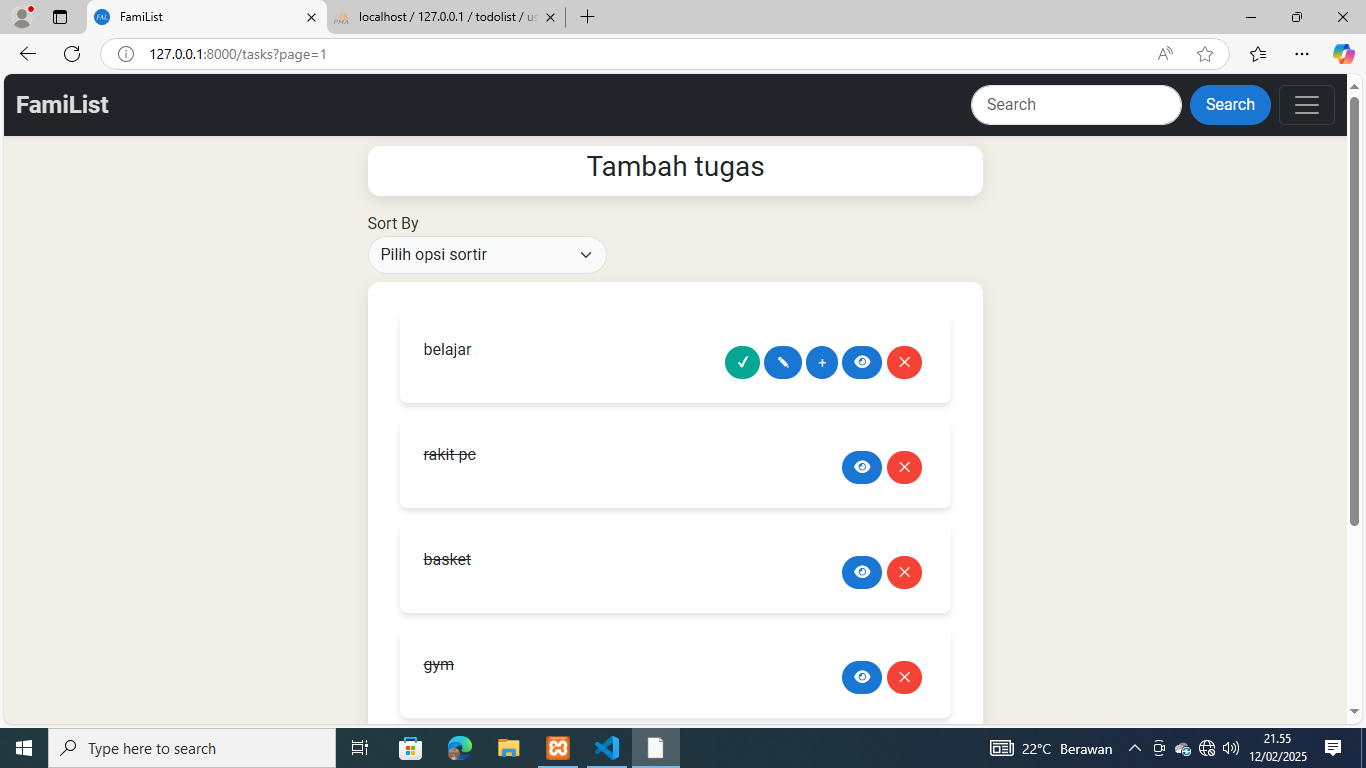 FamiList
localhost / 127.0.0.1 / todolist / us
127.0.0.1:8000/tasks?page=1
FamiList
Search
Search
Tambah tugas
Sort By
Pilih opsi sortir
belajar
+
rakit pc
basket
gym
Type here to search
22°C Berawan
21.55
12/02/2025